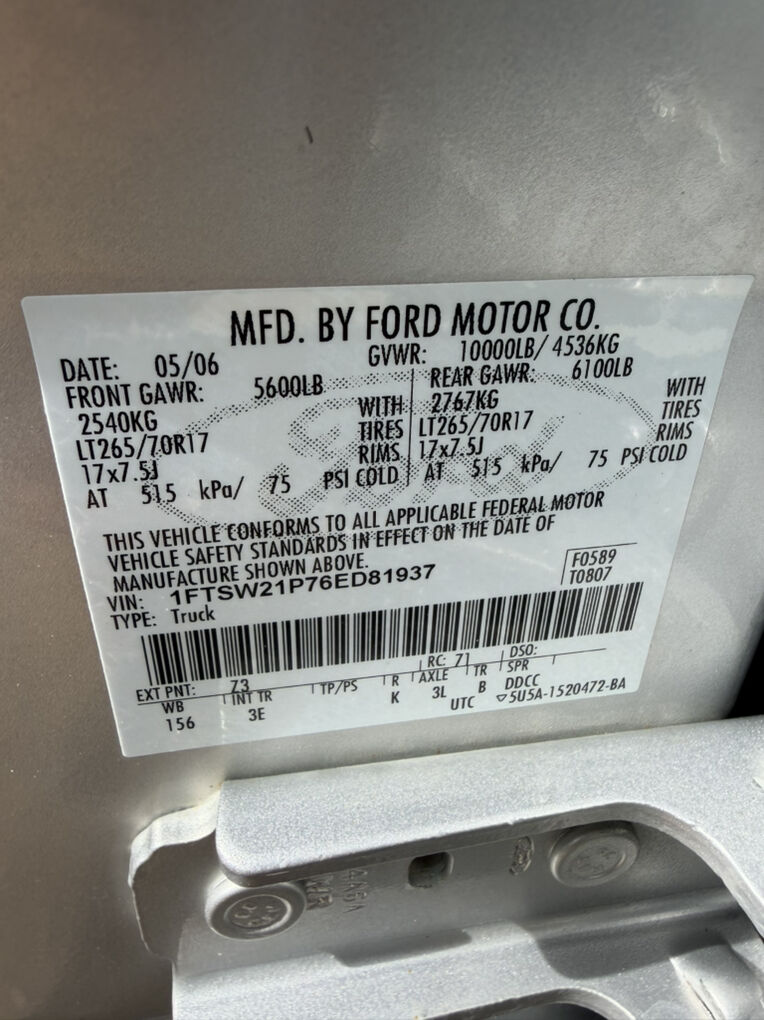 MFD. BY FORD MOTOR CO.
DATE: 05/06 GVWR: 10000LB/ 4536KG
FRONT GAWR: 5600LB REAR GAWR: 6100LB
2540KG WITH 2767KG WITH
LT265/70R17 TIRES LT265/70R17 TIRES
17x7.5J RIMS 17x7.5J RIMS
AT 515 kPa/ 75 PSI COLD AT 515 kPa/ 75 PSI COLD
THIS VEHICLE CONFORMS TO ALL APPLICABLE FEDERAL MOTOR
VEHICLE SAFETY STANDARDS IN EFFECT ON THE DATE OF
MANUFACTURE SHOWN ABOVE.
VIN: 1FTSW21P76ED81937 F0589
TYPE: Truck T0807
EXT PNT: Z3 RC: 71 DSO:
WB INT TR TP/PS R AXLE TR SPR
156 3E K 3L B DDCC
UTC ▽5U5A-1520472-BA